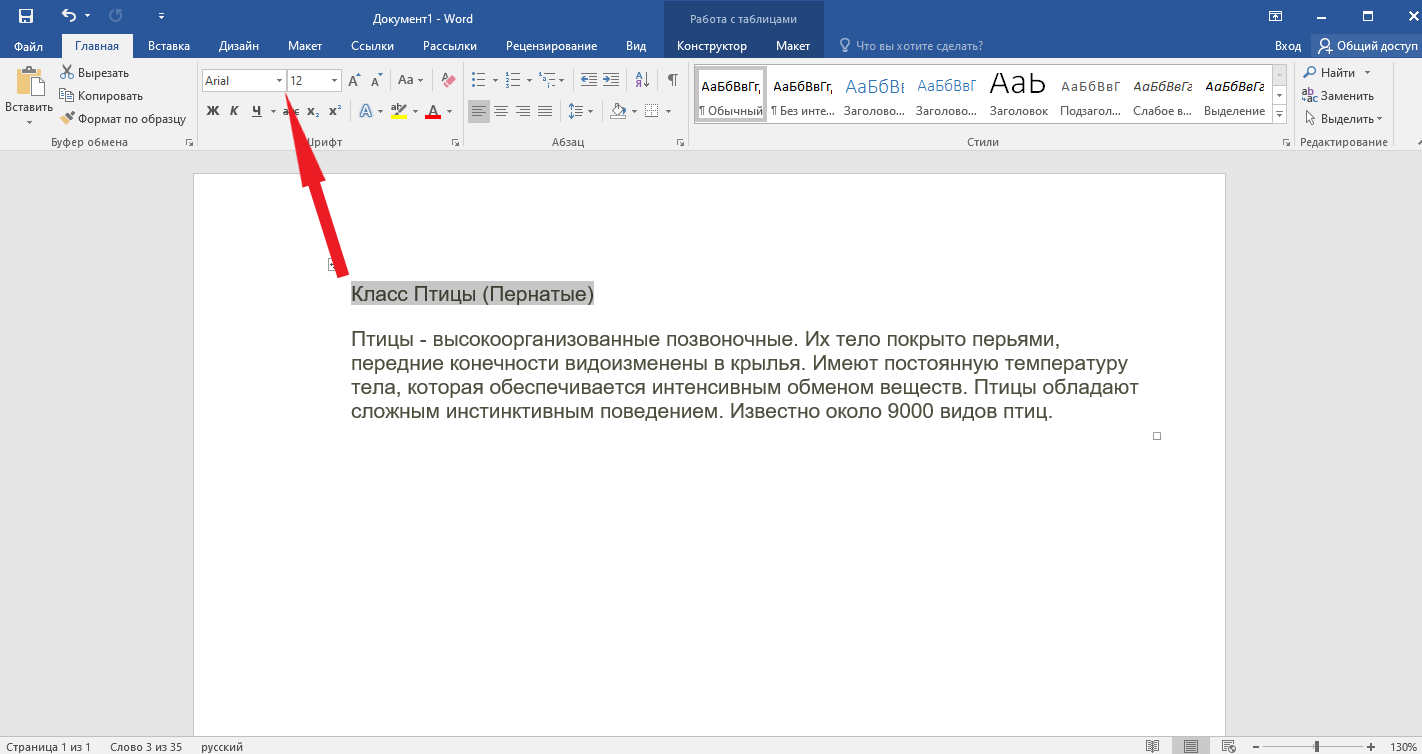 Документ1 - Word
Работа с таблицами
Файл
Главная
Вставка
Дизайн
Макет
Ссылки
Рассылки
Рецензирование
Вид
Конструктор
Макет
Что вы хотите сделать?
Вход
Общий доступ
Вставить
Вырезать
Копировать
Формат по образцу
Буфер обмена
Arial
12
Aa
Ж К Ч abc x₂ x²
A
ab
А
Шрифт
Абзац
АаБбВвГг,
¶ Обычный
АаБбВвГг,
¶ Без инте...
АаБбВ
Заголово...
АаБбВвГ
Заголово...
АаЬ
Заголовок
АаБбВвГ
Подзагол...
АаБбВвГг
Слабое в...
АаБбВвГг
Выделение
Стили
Найти
Заменить
Выделить
Редактирование
Класс Птицы (Пернатые)
Птицы - высокоорганизованные позвоночные. Их тело покрыто перьями,
передние конечности видоизменены в крылья. Имеют постоянную температуру
тела, которая обеспечивается интенсивным обменом веществ. Птицы обладают
сложным инстинктивным поведением. Известно около 9000 видов птиц.
Страница 1 из 1
Слово 3 из 35
русский
130%